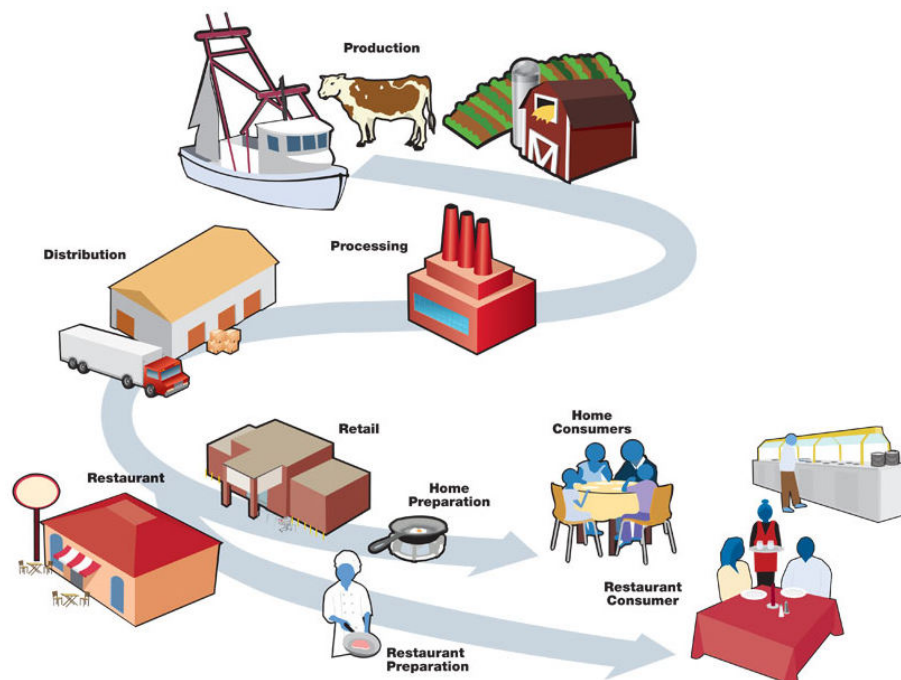 Production
Processing
Distribution
Retail
Restaurant
Home
Preparation
Home
Consumers
Restaurant
Consumer
Restaurant
Preparation